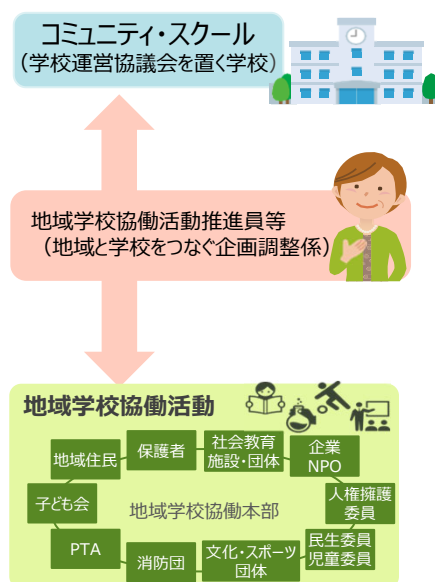 コミュニティ・スクール
（学校運営協議会を置く学校）
地域学校協働活動推進員等
（地域と学校をつなぐ企画調整係）
地域学校協働活動
地域住民
保護者
社会教育
施設・団体
企業
NPO
子ども会
地域学校協働本部
人権擁護
委員
PTA
消防団
文化・スポーツ
団体
民生委員
児童委員